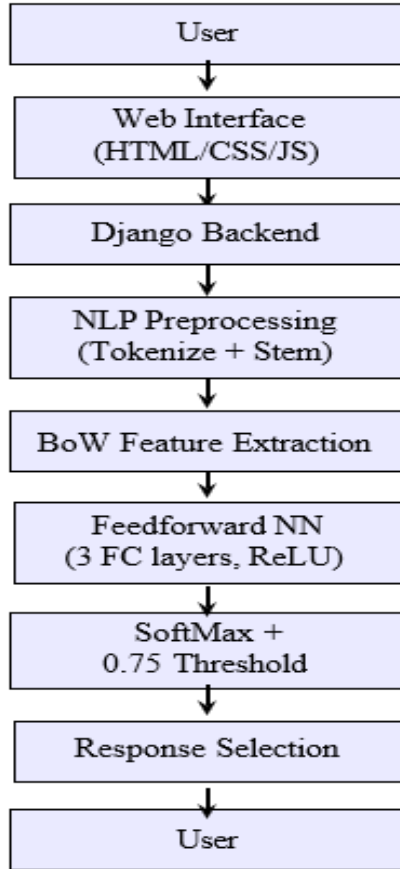 User
Web Interface
(HTML/CSS/JS)
Django Backend
NLP Preprocessing
(Tokenize + Stem)
BoW Feature Extraction
Feedforward NN
(3 FC layers, ReLU)
SoftMax +
0.75 Threshold
Response Selection
User